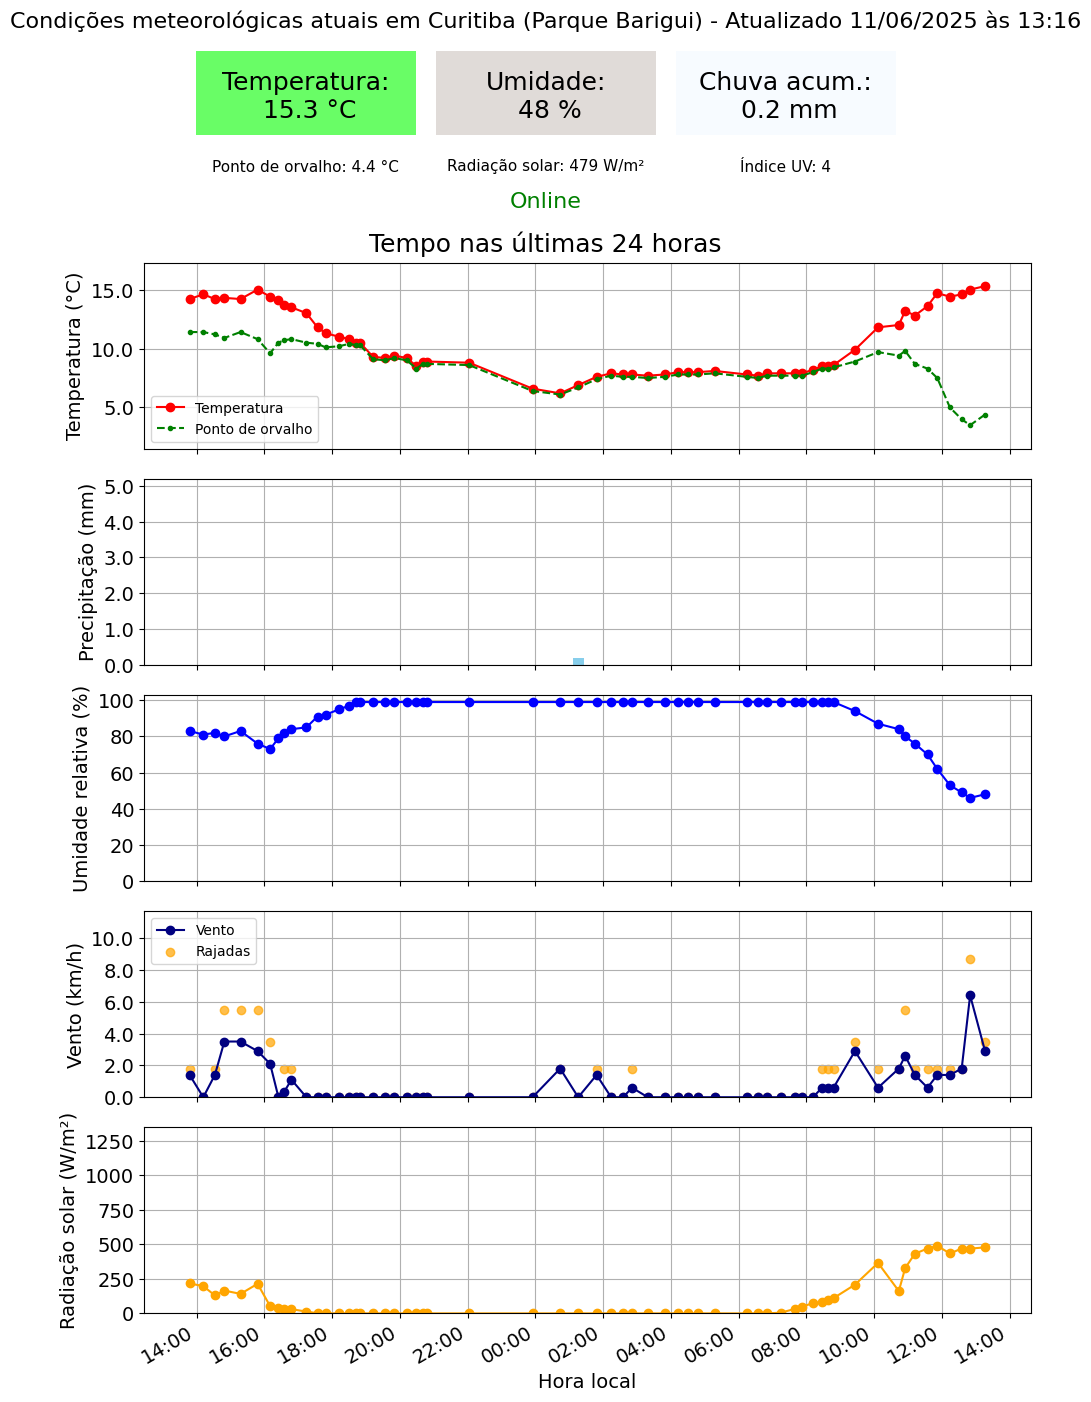 Condições meteorológicas atuais em Curitiba (Parque Barigui) - Atualizado 11/06/2025 às 13:16
Temperatura:
15.3 °C
Umidade:
48 %
Chuva acum.:
0.2 mm
Ponto de orvalho: 4.4 °C
Radiação solar: 479 W/m²
Índice UV: 4
Online
Tempo nas últimas 24 horas
Temperatura (°C)
15.0
10.0
5.0
Temperatura
Ponto de orvalho
Precipitação (mm)
5.0
4.0
3.0
2.0
1.0
0.0
Umidade relativa (%)
100
80
60
40
20
0
Vento (km/h)
10.0
8.0
6.0
4.0
2.0
0.0
Vento
Rajadas
Radiação solar (W/m²)
1250
1000
750
500
250
0
14:00
16:00
18:00
20:00
22:00
00:00
02:00
04:00
06:00
08:00
10:00
12:00
14:00
Hora local